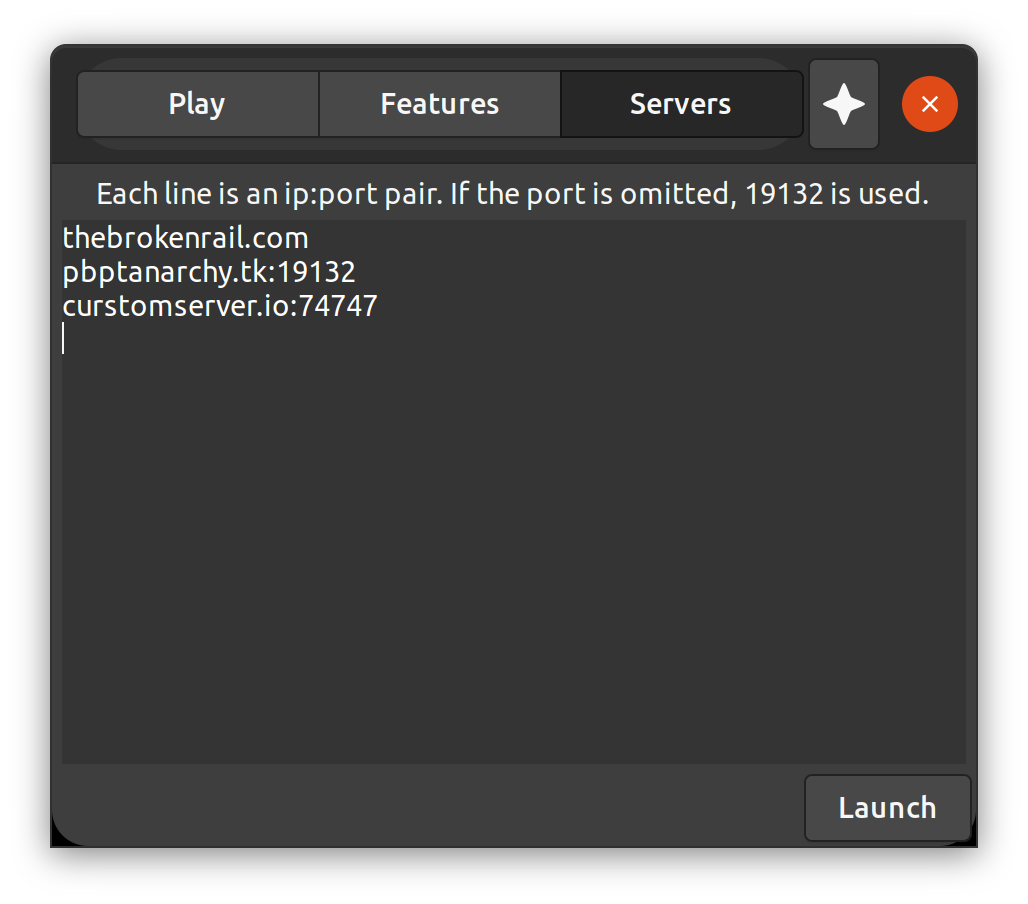 Play Features Servers
Each line is an ip:port pair. If the port is omitted, 19132 is used.
thebrokenrail.com
pbptanarchy.tk:19132
curstomserver.io:74747
Launch